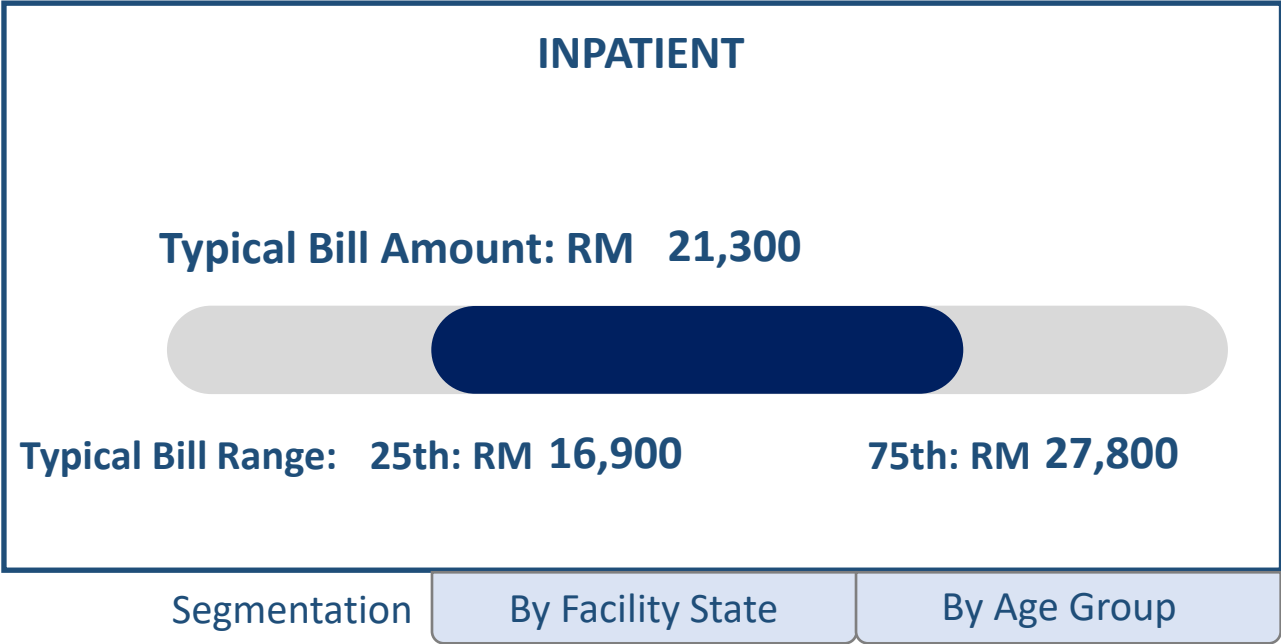 INPATIENT
Typical Bill Amount: RM 21,300
Typical Bill Range: 25th: RM 16,900 75th: RM 27,800
Segmentation By Facility State By Age Group